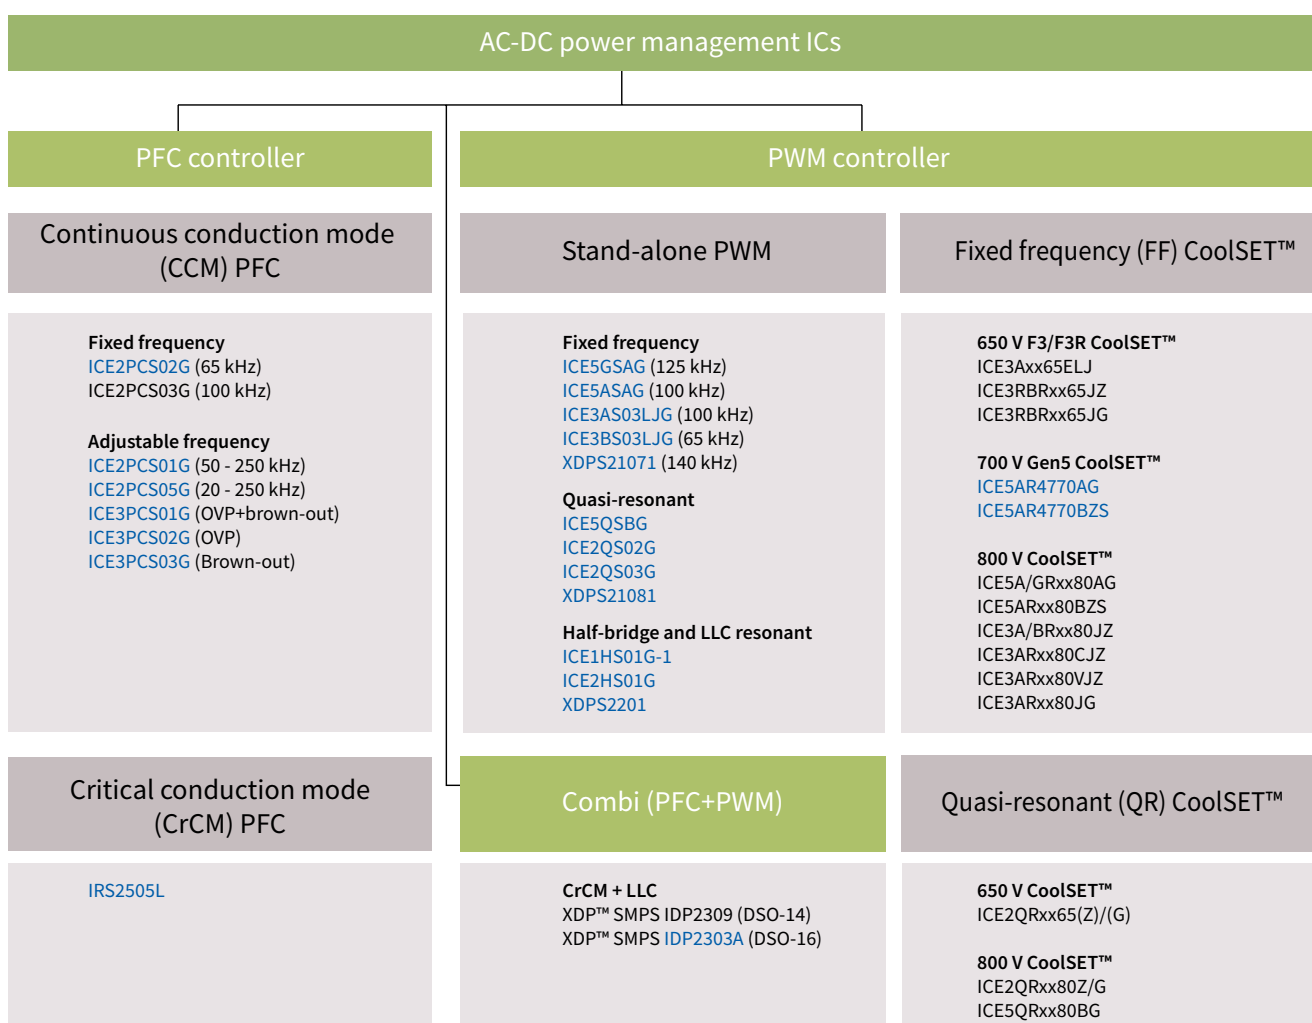 AC-DC power management ICs
PFC controller
PWM controller
Continuous conduction mode
(CCM) PFC
Fixed frequency
ICE2PCS02G (65 kHz)
ICE2PCS03G (100 kHz)
Adjustable frequency
ICE2PCS01G (50 - 250 kHz)
ICE2PCS05G (20 - 250 kHz)
ICE3PCS01G (OVP+brown-out)
ICE3PCS02G (OVP)
ICE3PCS03G (Brown-out)
Critical conduction mode
(CrCM) PFC
IRS2505L
Stand-alone PWM
Fixed frequency
ICE5GSAG (125 kHz)
ICE5ASAG (100 kHz)
ICE3AS03LJG (100 kHz)
ICE3BS03LJG (65 kHz)
XDPS21071 (140 kHz)
Quasi-resonant
ICE5QSBG
ICE2QS02G
ICE2QS03G
XDPS21081
Half-bridge and LLC resonant
ICE1HS01G-1
ICE2HS01G
XDPS2201
Combi (PFC+PWM)
CrCM + LLC
XDP™ SMPS IDP2309 (DSO-14)
XDP™ SMPS IDP2303A (DSO-16)
Fixed frequency (FF) CoolSET™
650 V F3/F3R CoolSET™
ICE3Axx65ELJ
ICE3RBRxx65JZ
ICE3RBRxx65JG
700 V Gen5 CoolSET™
ICE5AR4770AG
ICE5AR4770BZS
800 V CoolSET™
ICE5A/GRxx80AG
ICE5ARxx80BZS
ICE3A/BRxx80JZ
ICE3ARxx80CJZ
ICE3ARxx80VJZ
ICE3ARxx80JG
Quasi-resonant (QR) CoolSET™
650 V CoolSET™
ICE2QRxx65(Z)/(G)
800 V CoolSET™
ICE2QRxx80Z/G
ICE5QRxx80BG